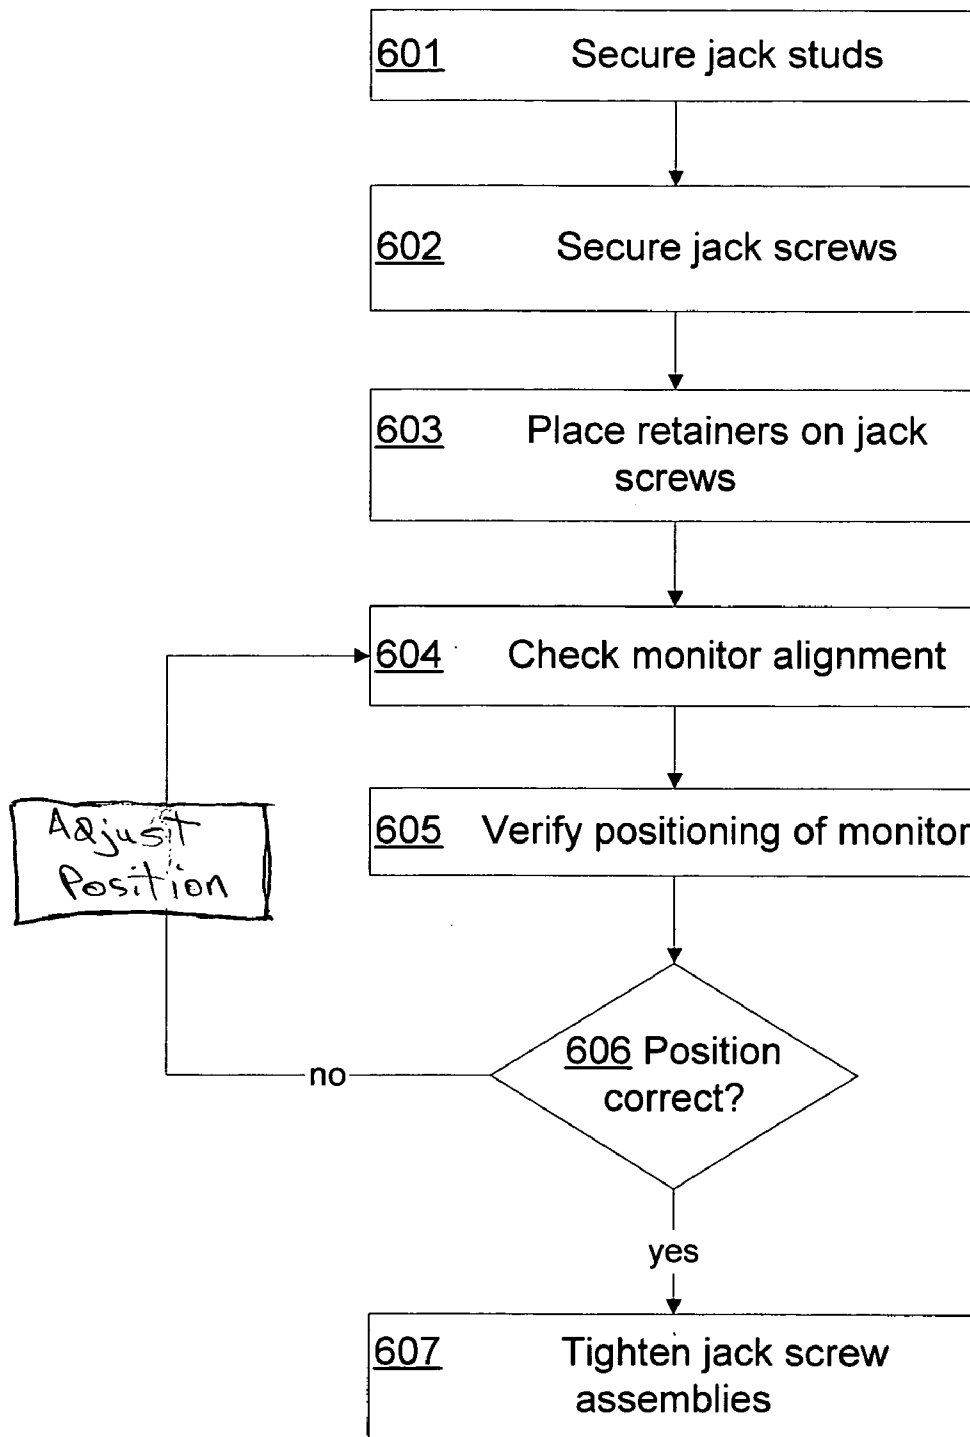 601 Secure jack studs
602 Secure jack screws
603 Place retainers on jack
screws
604 Check monitor alignment
Adjust
Position
605 Verify positioning of monitor
606 Position
correct?
no
yes
607 Tighten jack screw
assemblies